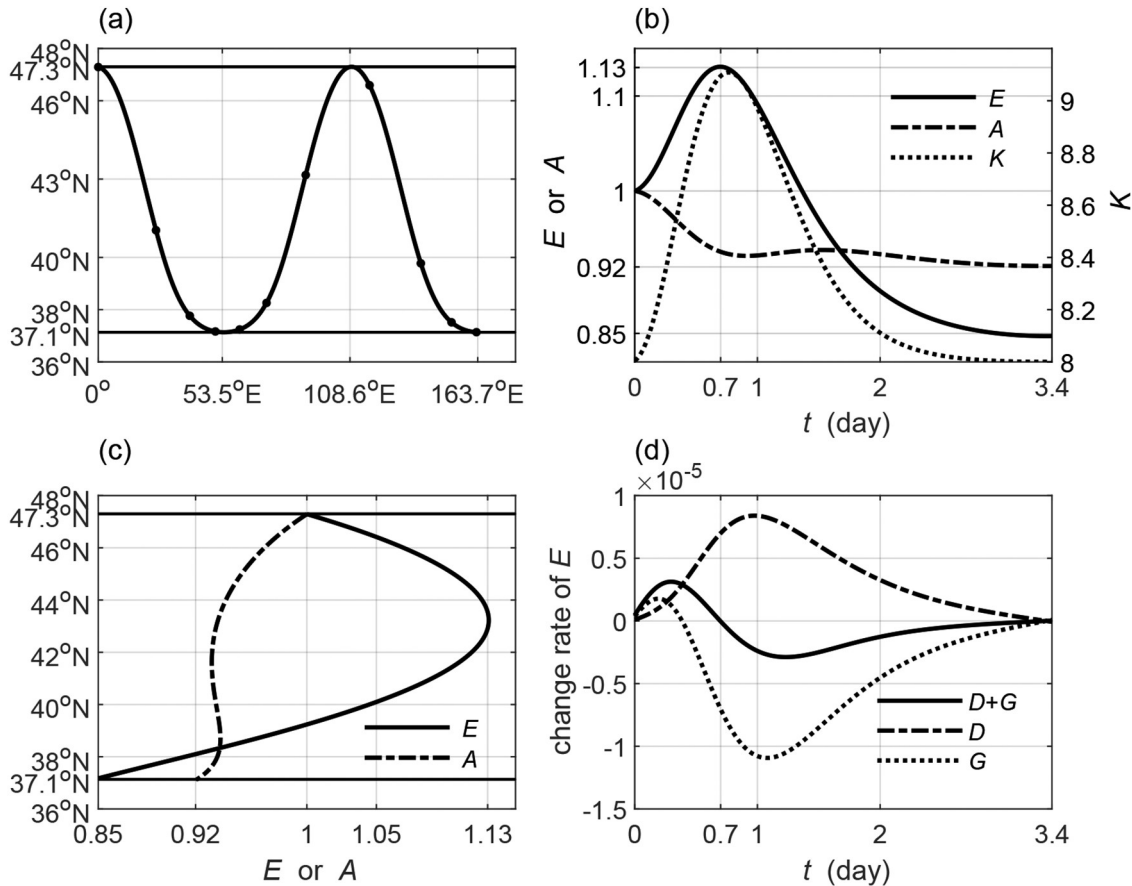 (a)
48°N
47.3°N
46°N
43°N
40°N
38°N
37.1°N
36°N
0° 53.5°E 108.6°E 163.7°E
(b)
1.13
1.1
1
0.92
0.85
E or A
E
A
K
9
8.8
8.6
8.4
8.2
8
K
0 0.7 1 2 3.4
t (day)
(c)
48°N
47.3°N
46°N
44°N
42°N
40°N
38°N
37.1°N
36°N
E
A
0.85 0.92 1 1.05 1.13
E or A
(d)
×10-5
1
0.5
0
-0.5
-1
-1.5
change rate of E
D+G
D
G
0 0.7 1 2 3.4
t (day)